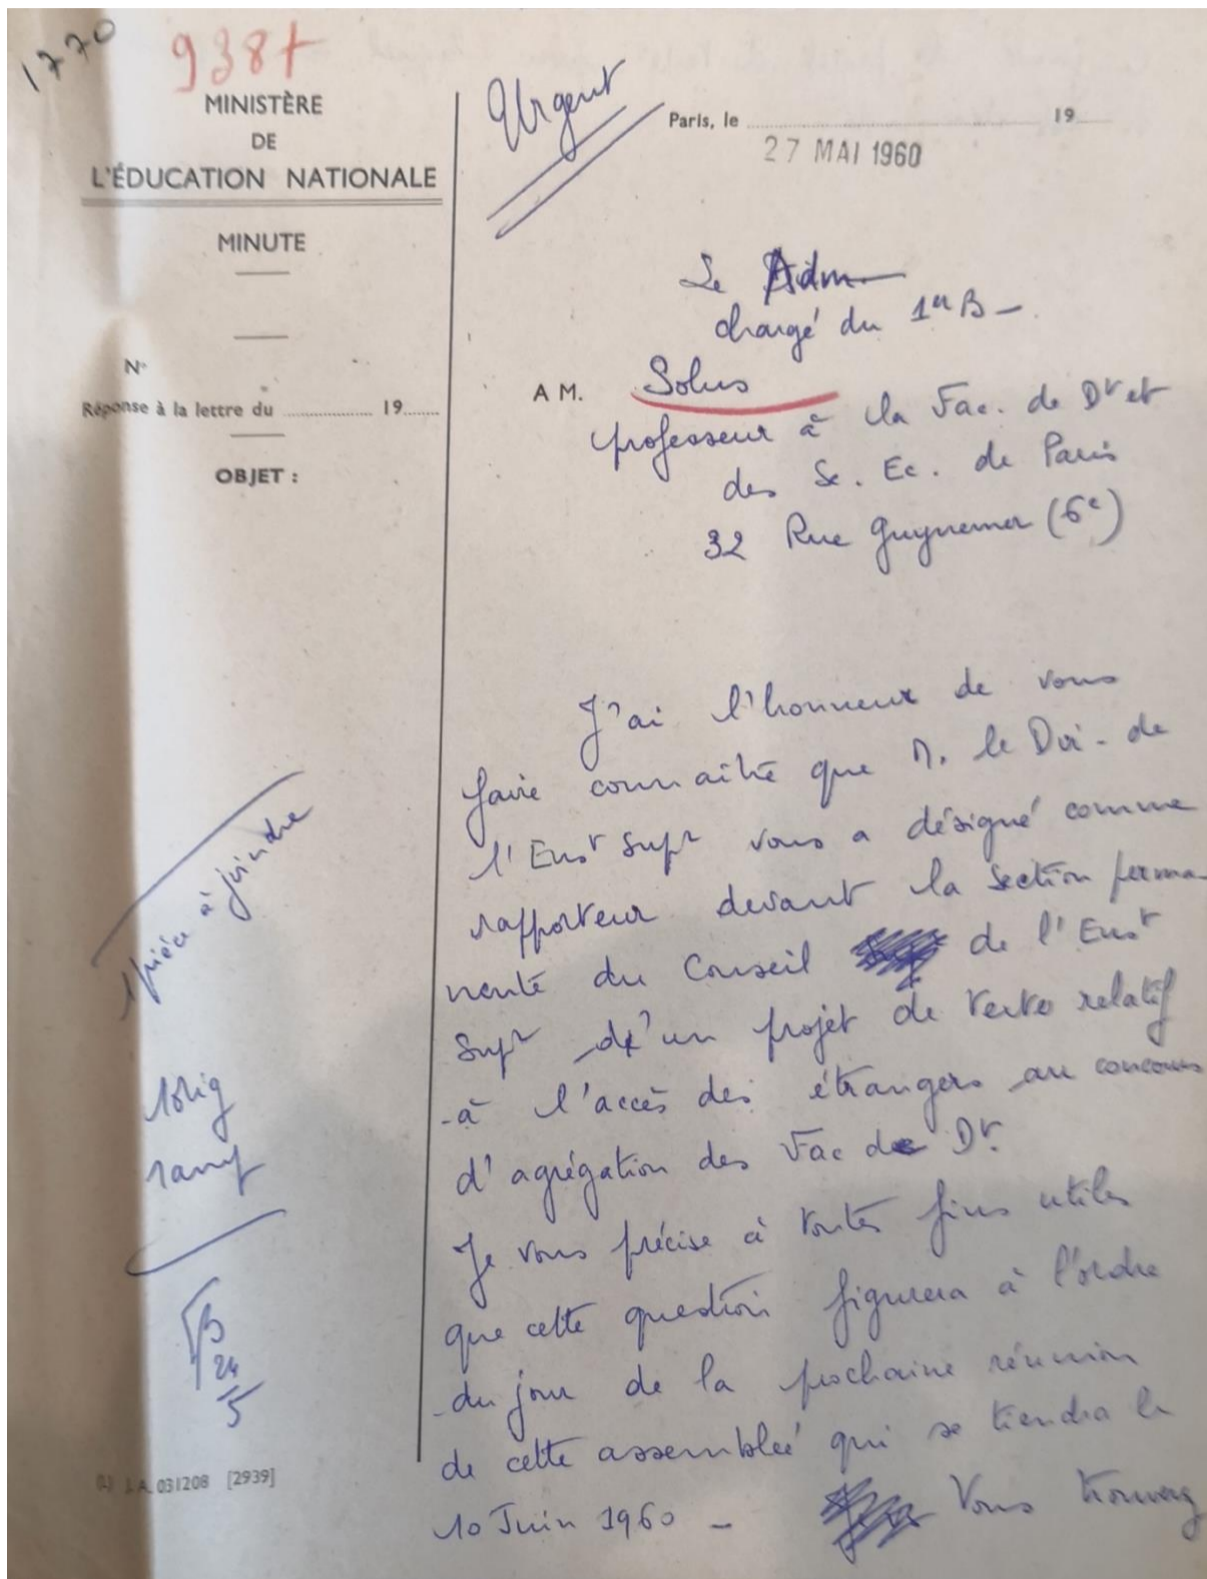 1770
938+
MINISTÈRE
DE
L'ÉDUCATION NATIONALE
MINUTE
N°
Réponse à la lettre du ........ 19......
OBJET :
Urgent
Paris, le ........ 19......
27 MAI 1960
Le Adm
chargé du 1er B -
A M. Solus
professeur à la Fac. de Dr et
des Sc. Ec. de Paris
32 Rue Guynemer (6e)
J'ai l'honneur de vous
faire connaître que M. le Dir. de
l'Enst Supr vous a désigné comme
rapporteur devant la section perma-
nente du Conseil de l'Enst
Supr d'un projet de texte relatif
à l'accès des étrangers au concours
d'agrégation des Fac de Dr.
Je vous précise à toutes fins utiles
que cette question figurera à l'ordre
du jour de la prochaine réunion
de cette assemblée qui se tiendra le
10 Juin 1960 - Vous trouverez
1 pièce à joindre
1 orig
B
24
5
J.A. 031208 [2939]